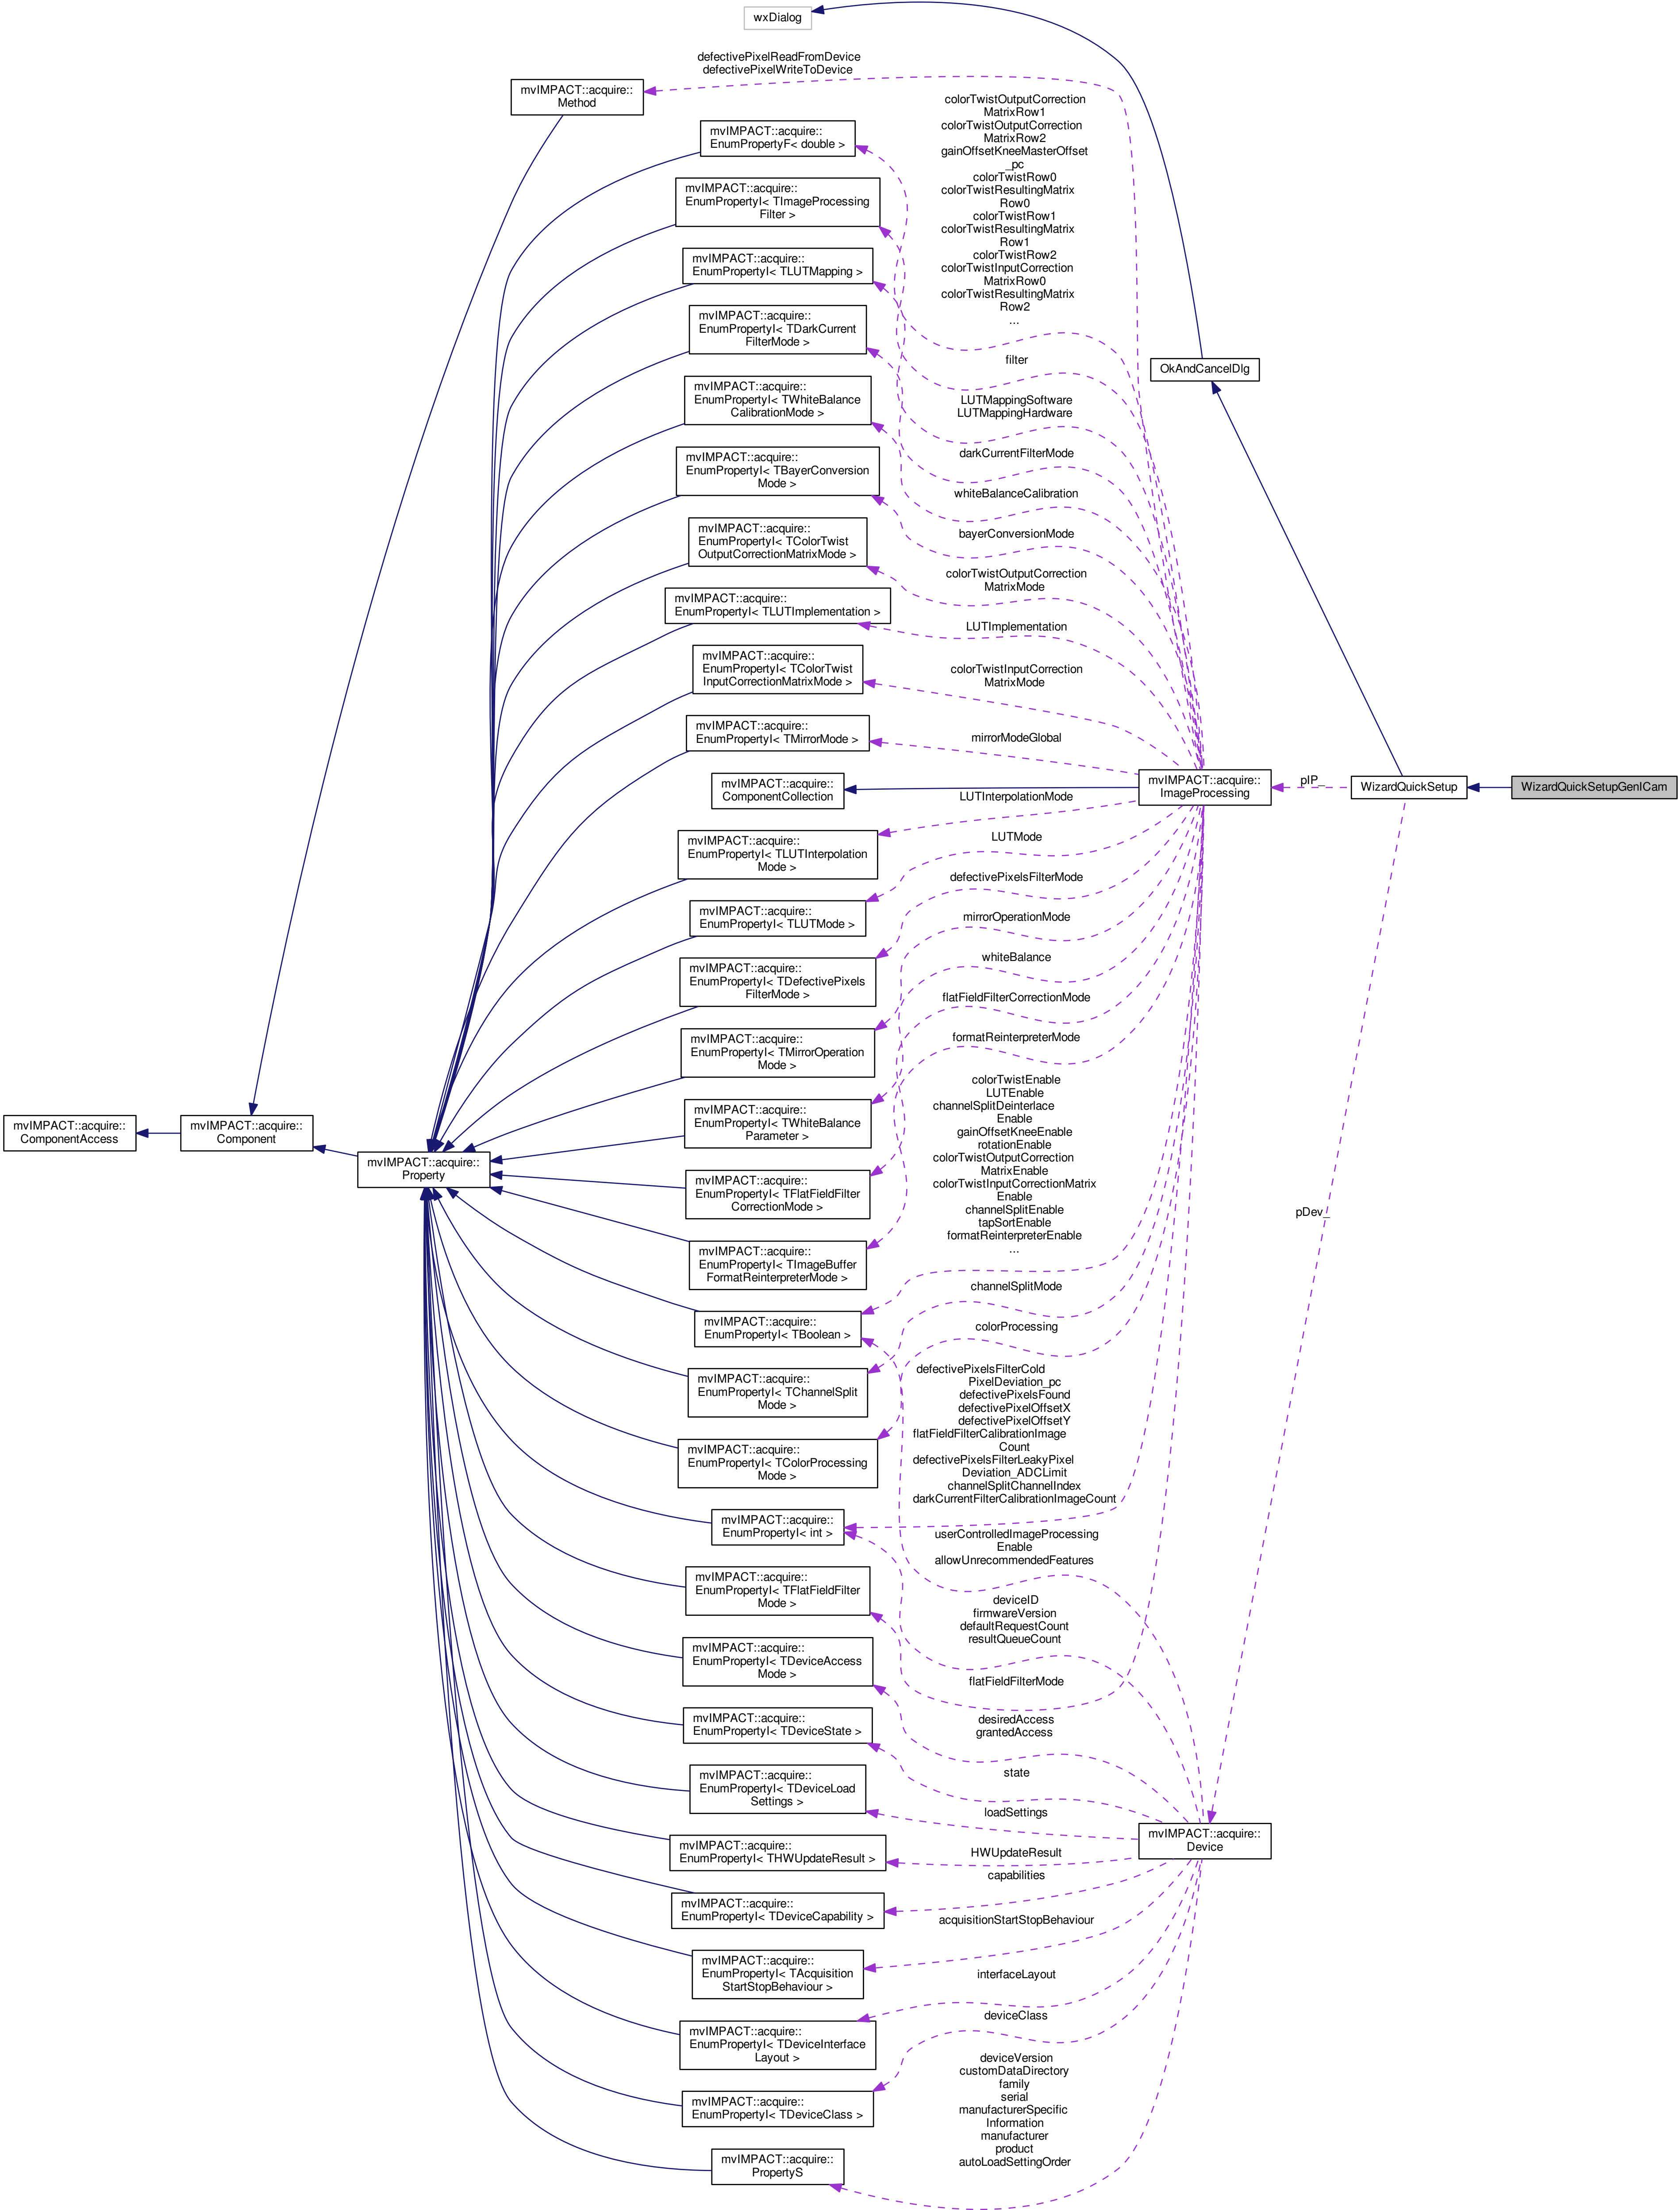 wxDialog
defectivePixelReadFromDevice
defectivePixelWriteToDevice
mvIMPACT::acquire::
Method
colorTwistOutputCorrection
MatrixRow1
colorTwistOutputCorrection
MatrixRow2
gainOffsetKneeMasterOffset
_pc
colorTwistRow0
colorTwistResultingMatrix
Row0
colorTwistRow1
colorTwistResultingMatrix
Row1
colorTwistRow2
colorTwistInputCorrection
MatrixRow0
colorTwistResultingMatrix
Row2
...
mvIMPACT::acquire::
EnumPropertyF< double >
mvIMPACT::acquire::
EnumPropertyI< TImageProcessing
Filter >
mvIMPACT::acquire::
EnumPropertyI< TLUTMapping >
mvIMPACT::acquire::
EnumPropertyI< TDarkCurrent
FilterMode >
filter
OkAndCancelDlg
mvIMPACT::acquire::
EnumPropertyI< TWhiteBalance
CalibrationMode >
LUTMappingSoftware
LUTMappingHardware
mvIMPACT::acquire::
EnumPropertyI< TBayerConversion
Mode >
darkCurrentFilterMode
whiteBalanceCalibration
mvIMPACT::acquire::
EnumPropertyI< TColorTwist
OutputCorrectionMatrixMode >
bayerConversionMode
colorTwistOutputCorrection
MatrixMode
mvIMPACT::acquire::
EnumPropertyI< TLUTImplementation >
LUTImplementation
mvIMPACT::acquire::
EnumPropertyI< TColorTwist
InputCorrectionMatrixMode >
colorTwistInputCorrection
MatrixMode
mvIMPACT::acquire::
EnumPropertyI< TMirrorMode >
mirrorModeGlobal
mvIMPACT::acquire::
ComponentCollection
mvIMPACT::acquire::
ImageProcessing
pIP_
WizardQuickSetup
WizardQuickSetupGenICam
LUTInterpolationMode
mvIMPACT::acquire::
EnumPropertyI< TLUTInterpolation
Mode >
LUTMode
mvIMPACT::acquire::
EnumPropertyI< TLUTMode >
defectivePixelsFilterMode
mvIMPACT::acquire::
EnumPropertyI< TDefectivePixels
FilterMode >
mirrorOperationMode
mvIMPACT::acquire::
EnumPropertyI< TMirrorOperation
Mode >
whiteBalance
mvIMPACT::acquire::
EnumPropertyI< TWhiteBalance
Parameter >
flatFieldFilterCorrectionMode
mvIMPACT::acquire::
EnumPropertyI< TFlatFieldFilter
CorrectionMode >
formatReinterpreterMode
mvIMPACT::acquire::
EnumPropertyI< TImageBuffer
FormatReinterpreterMode >
mvIMPACT::acquire::
ComponentAccess
mvIMPACT::acquire::
Component
mvIMPACT::acquire::
Property
colorTwistEnable
LUTEnable
channelSplitDeinterlace
Enable
gainOffsetKneeEnable
rotationEnable
colorTwistOutputCorrection
MatrixEnable
colorTwistInputCorrectionMatrix
Enable
channelSplitEnable
tapSortEnable
formatReinterpreterEnable
...
pDev_
mvIMPACT::acquire::
EnumPropertyI< TBoolean >
channelSplitMode
mvIMPACT::acquire::
EnumPropertyI< TChannelSplit
Mode >
colorProcessing
mvIMPACT::acquire::
EnumPropertyI< TColorProcessing
Mode >
defectivePixelsFilterCold
PixelDeviation_pc
defectivePixelsFound
defectivePixelOffsetX
defectivePixelOffsetY
flatFieldFilterCalibrationImage
Count
defectivePixelsFilterLeakyPixel
Deviation_ADCLimit
channelSplitChannelIndex
darkCurrentFilterCalibrationImageCount
mvIMPACT::acquire::
EnumPropertyI< int >
userControlledImageProcessing
Enable
allowUnrecommendedFeatures
mvIMPACT::acquire::
EnumPropertyI< TFlatFieldFilter
Mode >
deviceID
firmwareVersion
defaultRequestCount
resultQueueCount
mvIMPACT::acquire::
EnumPropertyI< TDeviceAccess
Mode >
flatFieldFilterMode
mvIMPACT::acquire::
EnumPropertyI< TDeviceState >
desiredAccess
grantedAccess
mvIMPACT::acquire::
EnumPropertyI< TDeviceLoad
Settings >
state
loadSettings
mvIMPACT::acquire::
Device
mvIMPACT::acquire::
EnumPropertyI< THWUpdateResult >
HWUpdateResult
capabilities
mvIMPACT::acquire::
EnumPropertyI< TDeviceCapability >
acquisitionStartStopBehaviour
mvIMPACT::acquire::
EnumPropertyI< TAcquisition
StartStopBehaviour >
interfaceLayout
mvIMPACT::acquire::
EnumPropertyI< TDeviceInterface
Layout >
deviceClass
mvIMPACT::acquire::
EnumPropertyI< TDeviceClass >
deviceVersion
customDataDirectory
family
serial
manufacturerSpecific
Information
manufacturer
product
autoLoadSettingOrder
mvIMPACT::acquire::
PropertyS